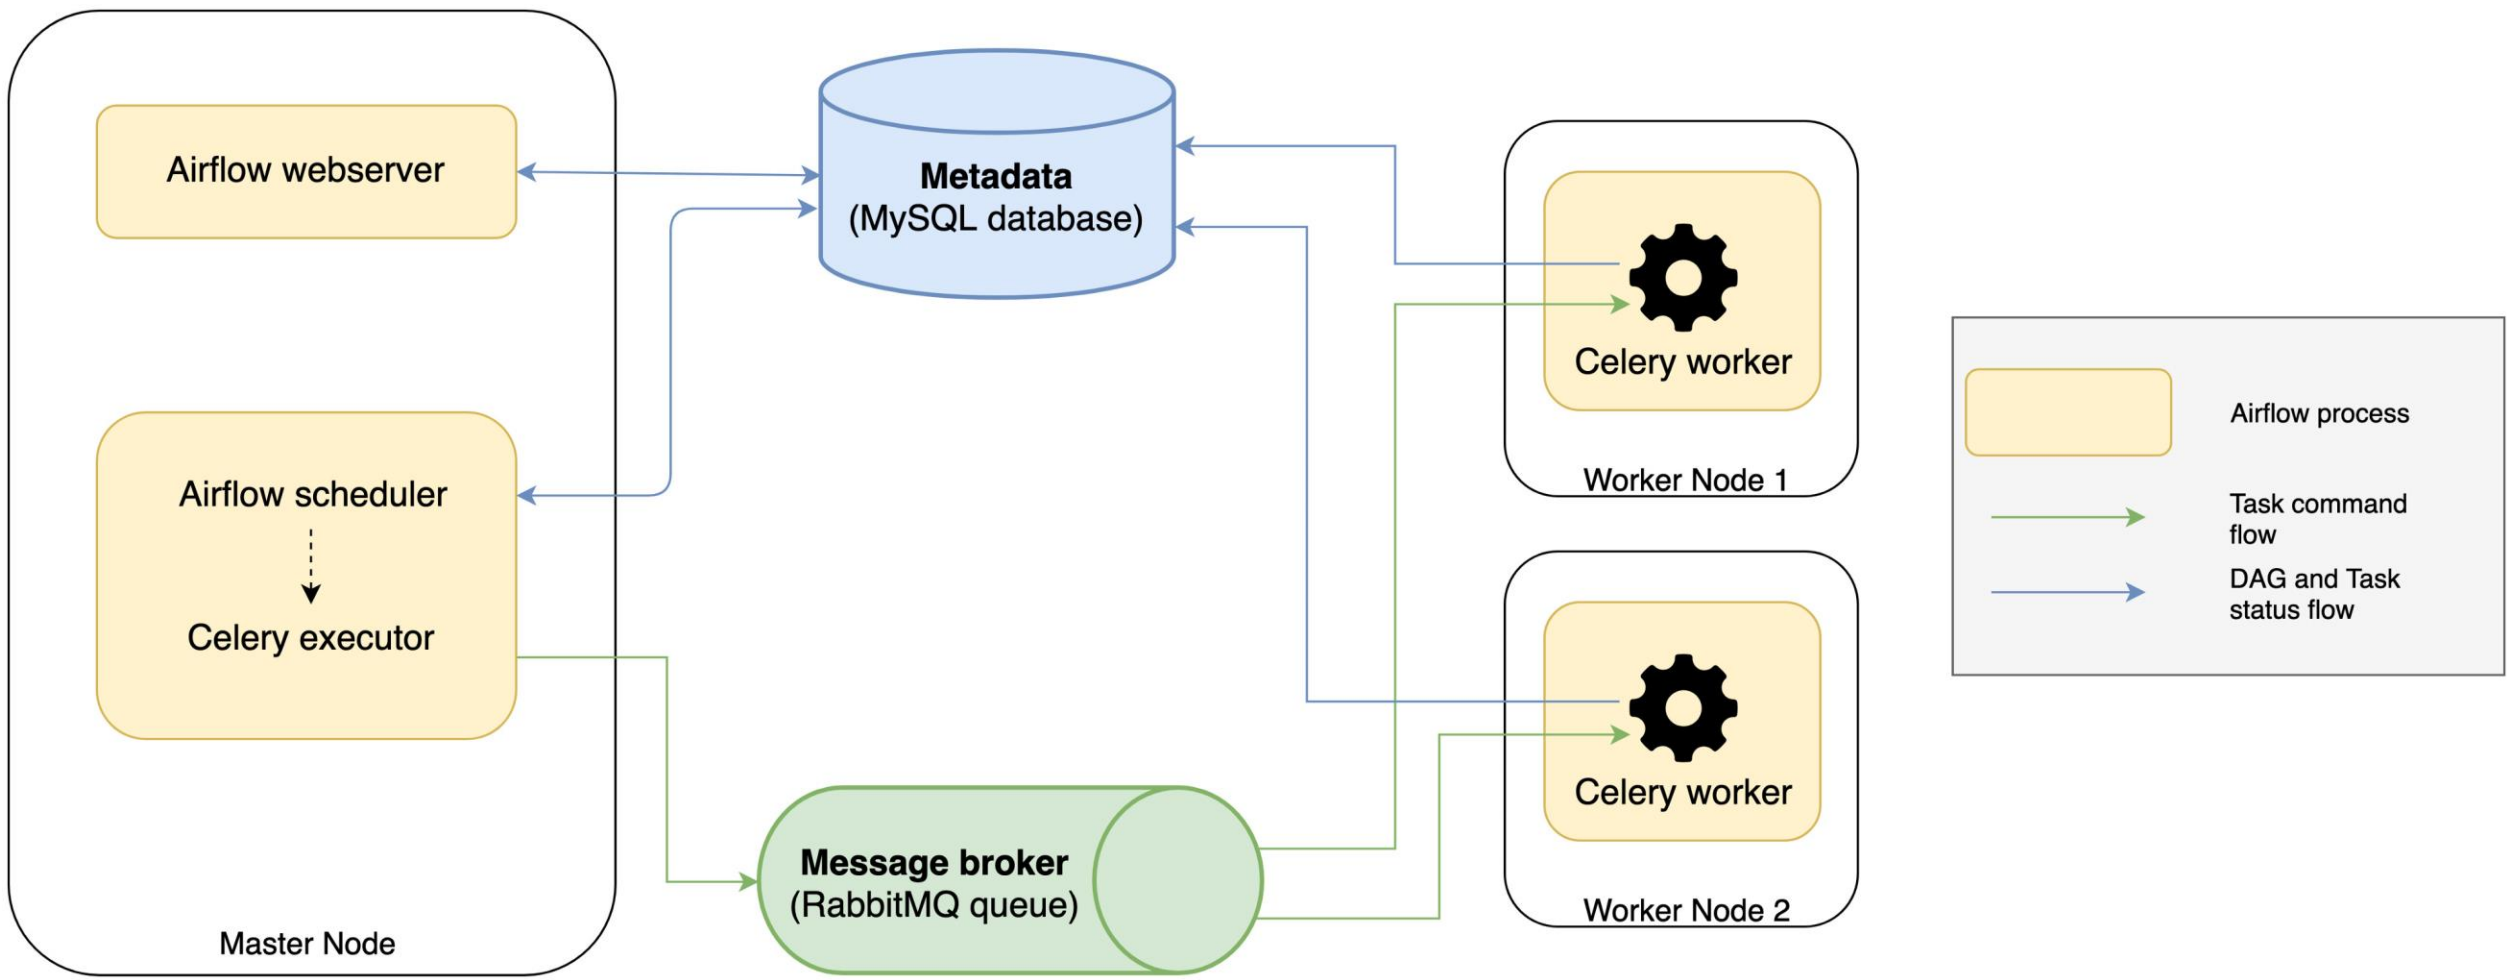 Airflow webserver
Airflow scheduler
Celery executor
Master Node
Metadata
(MySQL database)
Message broker
(RabbitMQ queue)
Celery worker
Worker Node 1
Celery worker
Worker Node 2
Airflow process
Task command
flow
DAG and Task
status flow